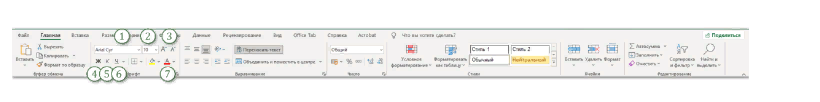 Файл Главная Вставка Разм 1 2 3 Данные Рецензирование Вид Office Tab Справка Acrobat Что вы хотите сделать? Поделиться
Вставить Вырезать Arial Cyr 10 A A Перенести текст Общий Условное форматирование Форматировать как таблицу Стиль 1 Стиль 2 Вставить Удалить Формат Автосумма Сортировка и фильтр Найти и выделить
Копировать Обычный Нейтральный Заполнить
Формат по образцу 4 Ж К 5 Ч 6 7 А Объединить и поместить в центре % 000 Очистить
Буфер обмена Выравнивание Число Стили Ячейки Редактирование